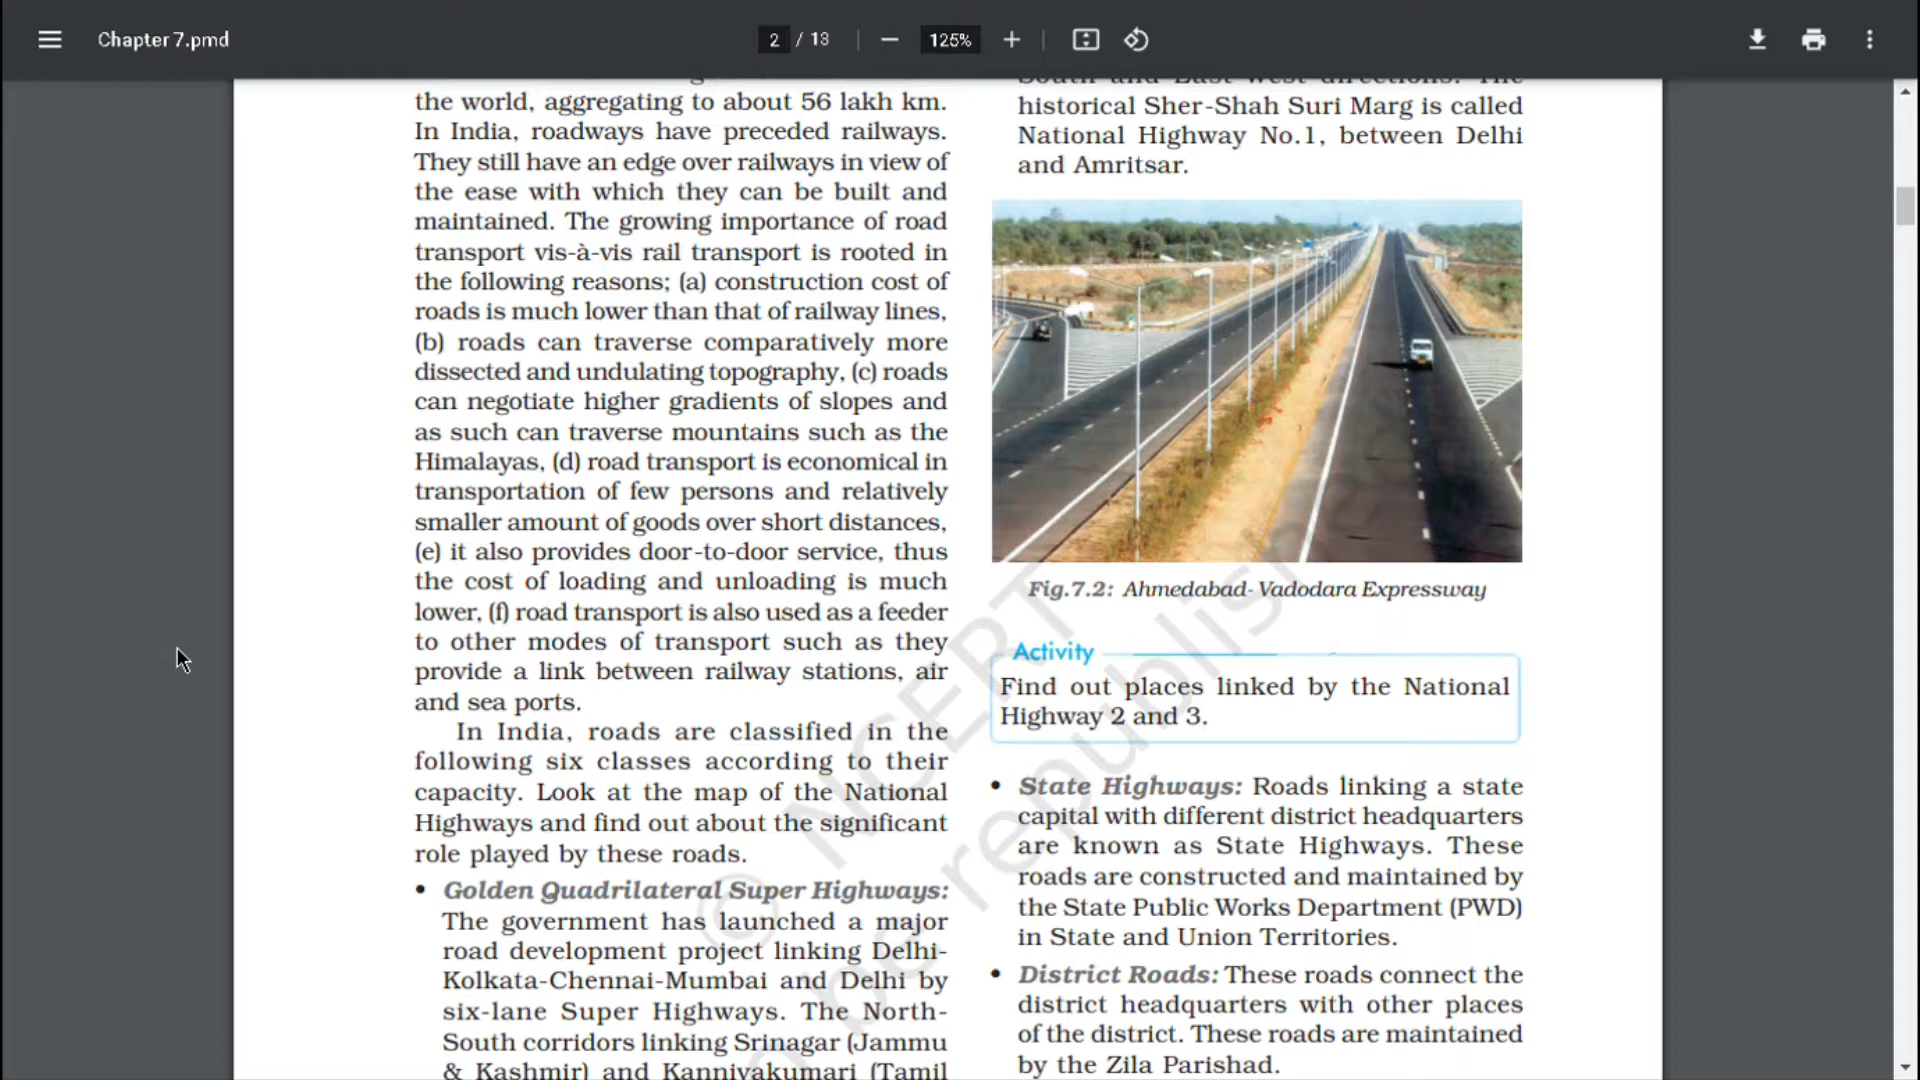 Chapter 7.pmd
2 / 13
125%
the world, aggregating to about 56 lakh km.
In India, roadways have preceded railways.
They still have an edge over railways in view of
the ease with which they can be built and
maintained. The growing importance of road
transport vis-à-vis rail transport is rooted in
the following reasons; (a) construction cost of
roads is much lower than that of railway lines,
(b) roads can traverse comparatively more
dissected and undulating topography, (c) roads
can negotiate higher gradients of slopes and
as such can traverse mountains such as the
Himalayas, (d) road transport is economical in
transportation of few persons and relatively
smaller amount of goods over short distances,
(e) it also provides door-to-door service, thus
the cost of loading and unloading is much
lower, (f) road transport is also used as a feeder
to other modes of transport such as they
provide a link between railway stations, air
and sea ports.
In India, roads are classified in the
following six classes according to their
capacity. Look at the map of the National
Highways and find out about the significant
role played by these roads.
• Golden Quadrilateral Super Highways:
The government has launched a major
road development project linking Delhi-
Kolkata-Chennai-Mumbai and Delhi by
six-lane Super Highways. The North-
South corridors linking Srinagar (Jammu
& Kashmir) and Kanniyakumari (Tamil
South and East West directions. The
historical Sher-Shah Suri Marg is called
National Highway No.1, between Delhi
and Amritsar.
Fig.7.2: Ahmedabad- Vadodara Expressway
Activity
Find out places linked by the National
Highway 2 and 3.
• State Highways: Roads linking a state
capital with different district headquarters
are known as State Highways. These
roads are constructed and maintained by
the State Public Works Department (PWD)
in State and Union Territories.
• District Roads: These roads connect the
district headquarters with other places
of the district. These roads are maintained
by the Zila Parishad.
© NCERT
be republish